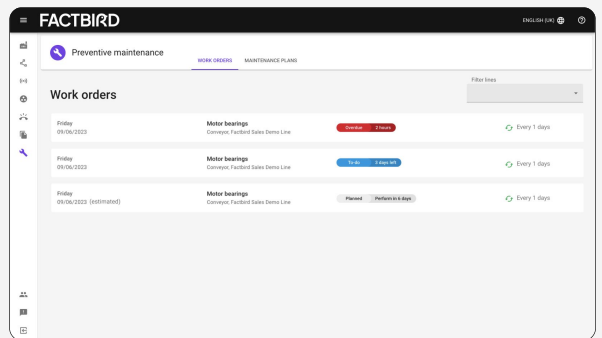 FACTBIRD
ENGLISH (UK)
Preventive maintenance
WORK ORDERS MAINTENANCE PLANS
Filter lines
Work orders
Friday Motor bearings
09/06/2023 Conveyor, Factbird Sales Demo Line Overdue 2 hours Every 1 days
Friday Motor bearings
09/06/2023 Conveyor, Factbird Sales Demo Line To do 3 days left Every 1 days
Friday Motor bearings
09/06/2023 (estimated) Conveyor, Factbird Sales Demo Line Planned Perform in 6 days Every 1 days